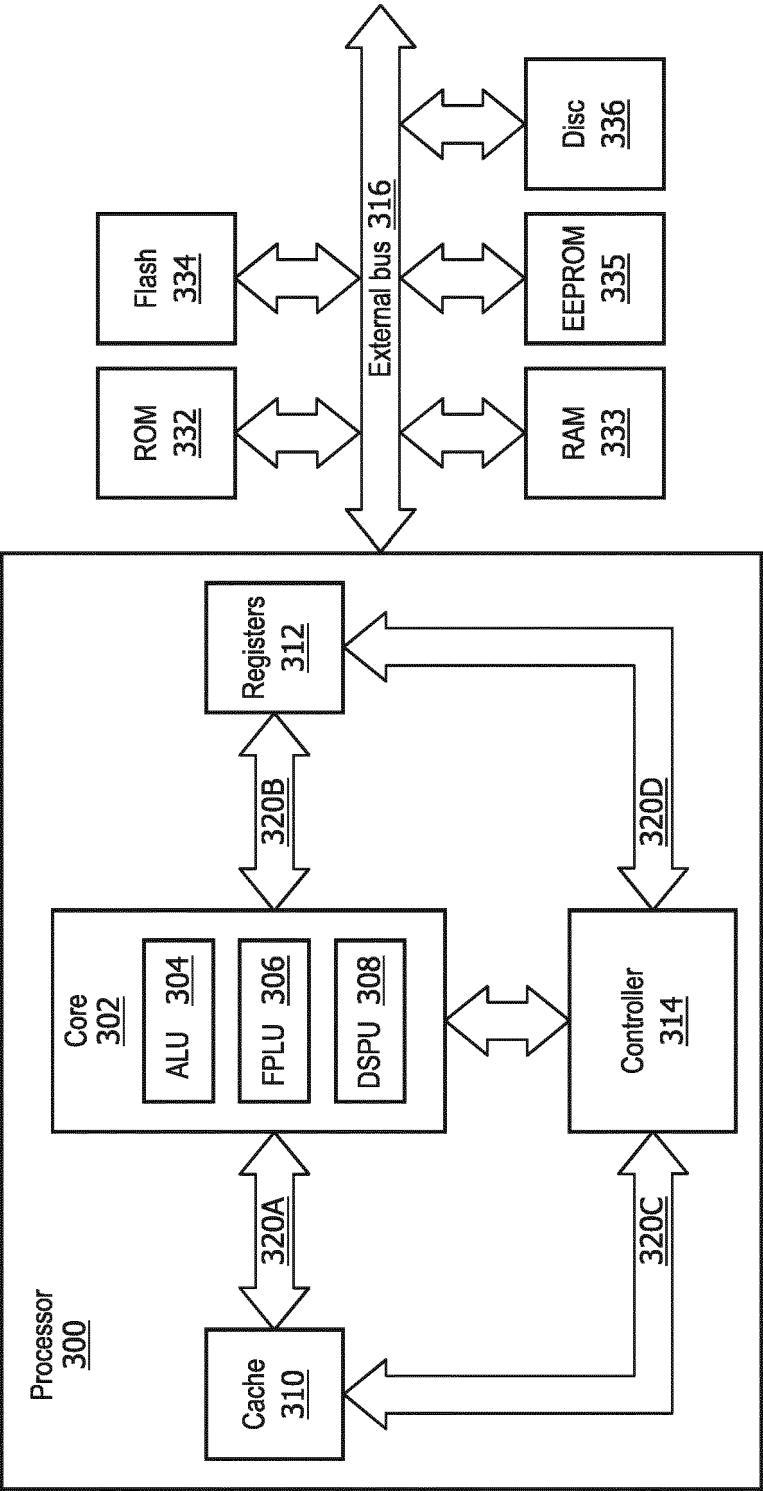 Processor
300
Cache
310
320A
Core
302
ALU 304
FPLU 306
DSPU 308
320B
Registers
312
320C
Controller
314
320D
ROM
332
Flash
334
External bus 316
RAM
333
EEPROM
335
Disc
336